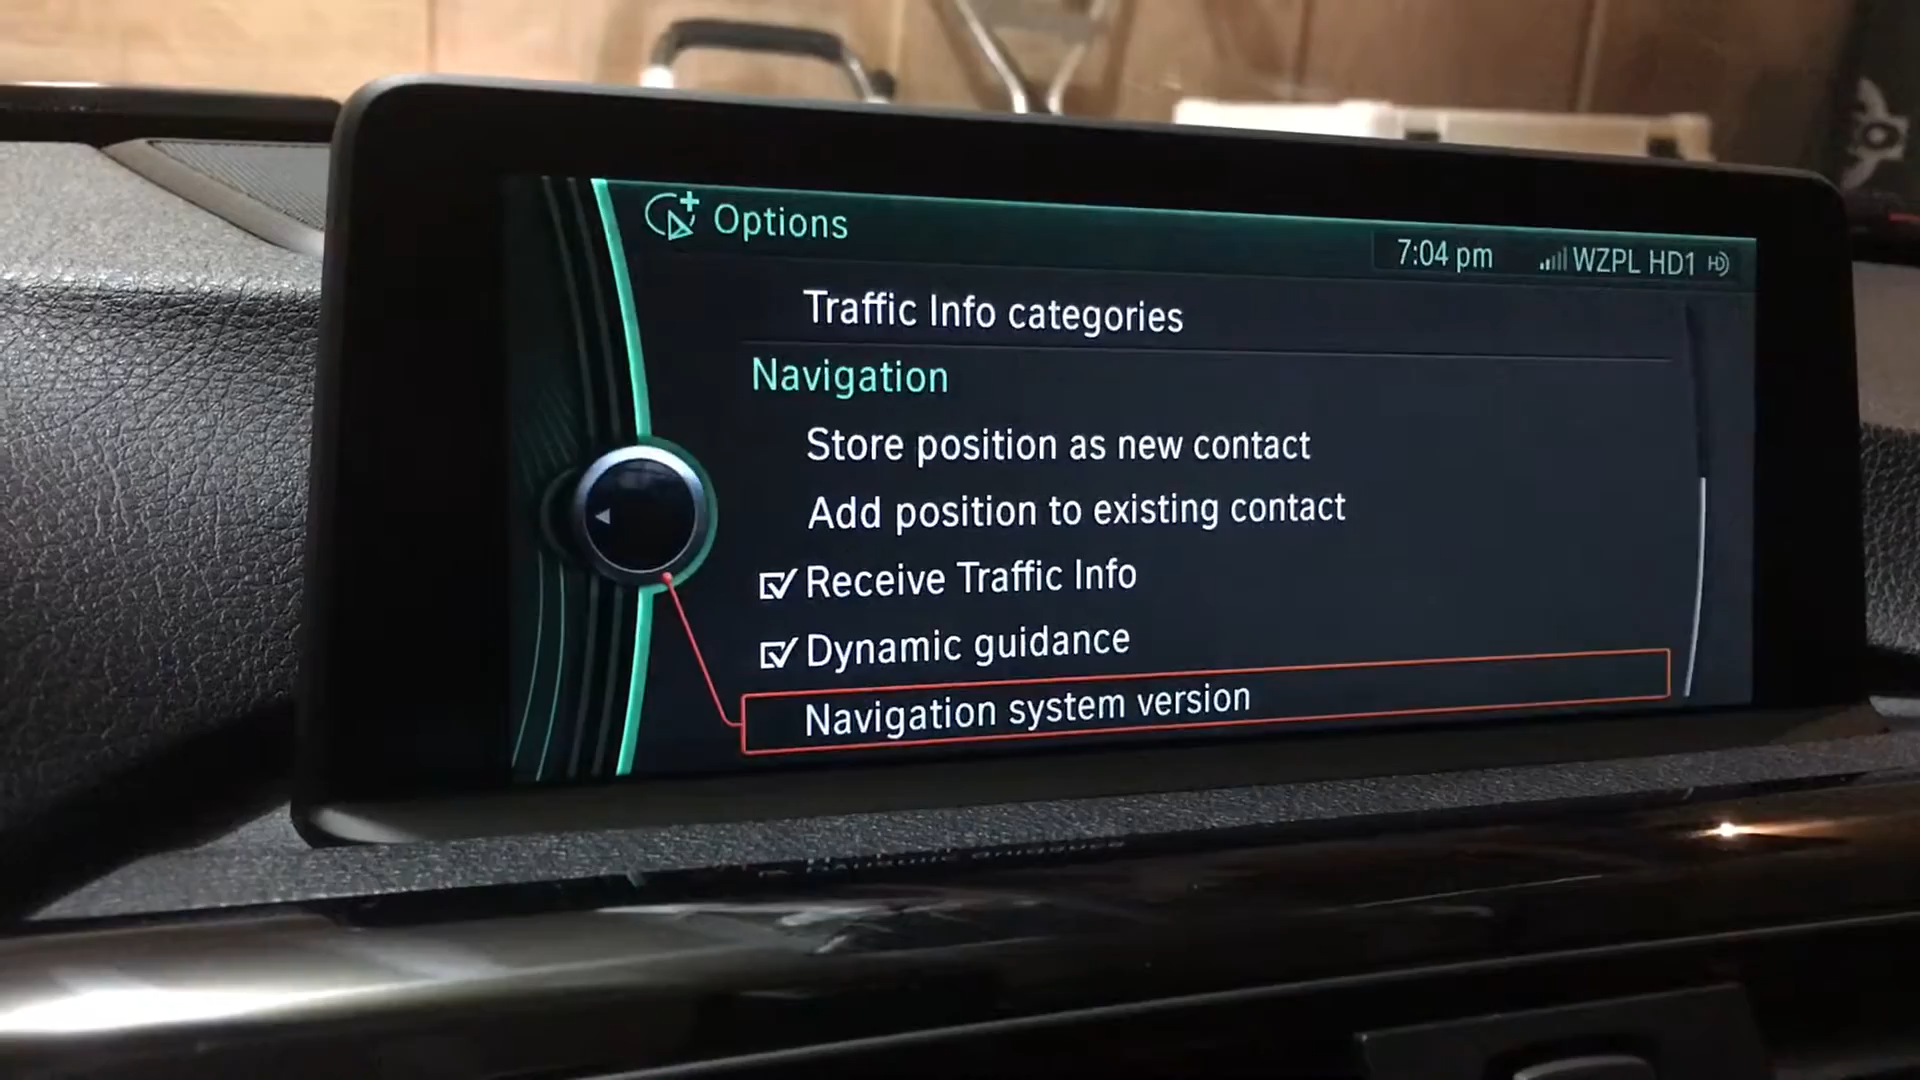 Options
7:04 pm
WZPL HD1
Traffic Info categories
Navigation
Store position as new contact
Add position to existing contact
Receive Traffic Info
Dynamic guidance
Navigation system version